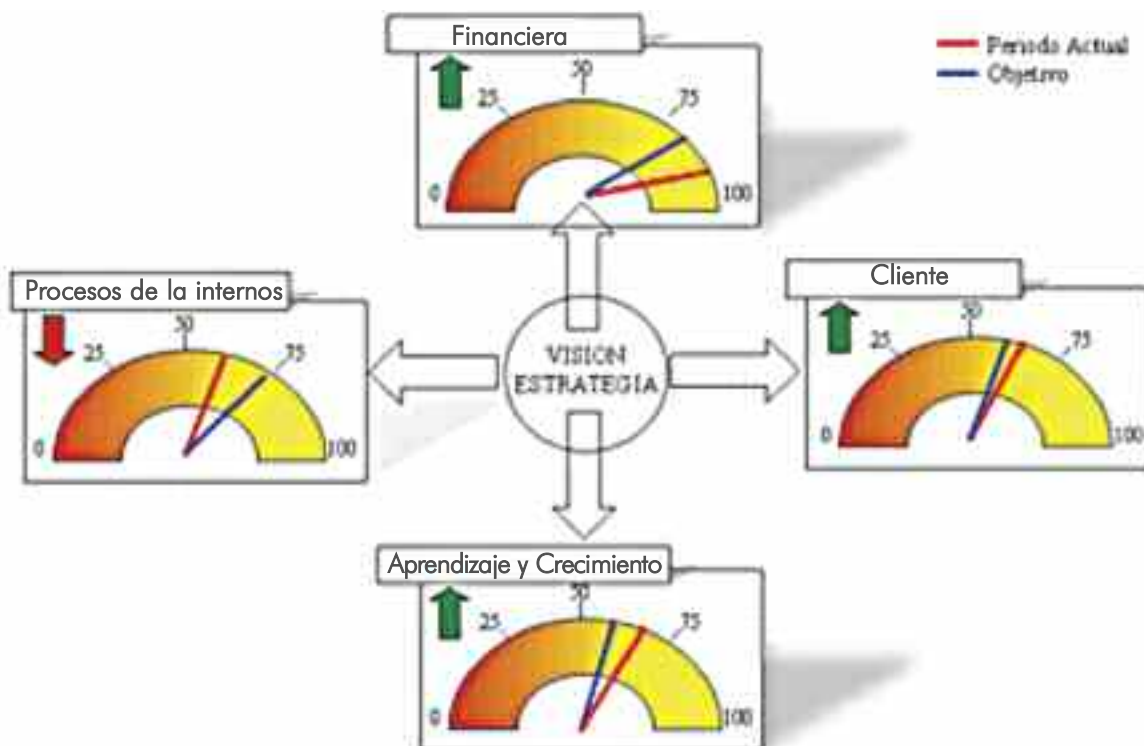 Financiera
50
25
75
0
100
Periodo Actual
Objetivo
Procesos de la internos
50
25
75
0
100
VISION
ESTRATEGIA
Cliente
50
25
75
0
100
Aprendizaje y Crecimiento
50
25
75
0
100